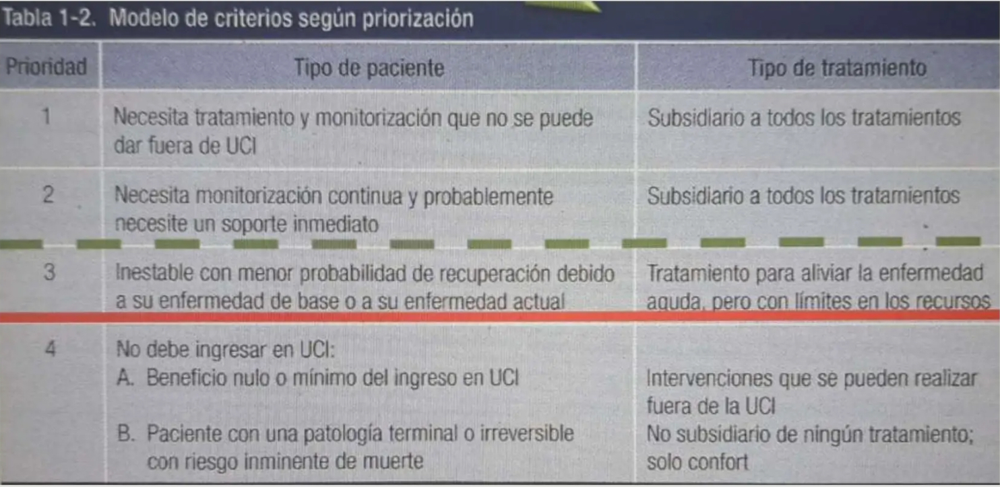 Tabla 1-2. Modelo de criterios según priorización
Prioridad Tipo de paciente Tipo de tratamiento
1 Necesita tratamiento y monitorización que no se puede Subsidiario a todos los tratamientos
dar fuera de UCI
2 Necesita monitorización continua y probablemente Subsidiario a todos los tratamientos
necesite un soporte inmediato
3 Inestable con menor probabilidad de recuperación debido Tratamiento para aliviar la enfermedad
a su enfermedad de base o a su enfermedad actual aguda, pero con límites en los recursos
4 No debe ingresar en UCI:
A. Beneficio nulo o mínimo del ingreso en UCI Intervenciones que se pueden realizar
fuera de la UCI
B. Paciente con una patología terminal o irreversible No subsidiario de ningún tratamiento;
con riesgo inminente de muerte solo confort